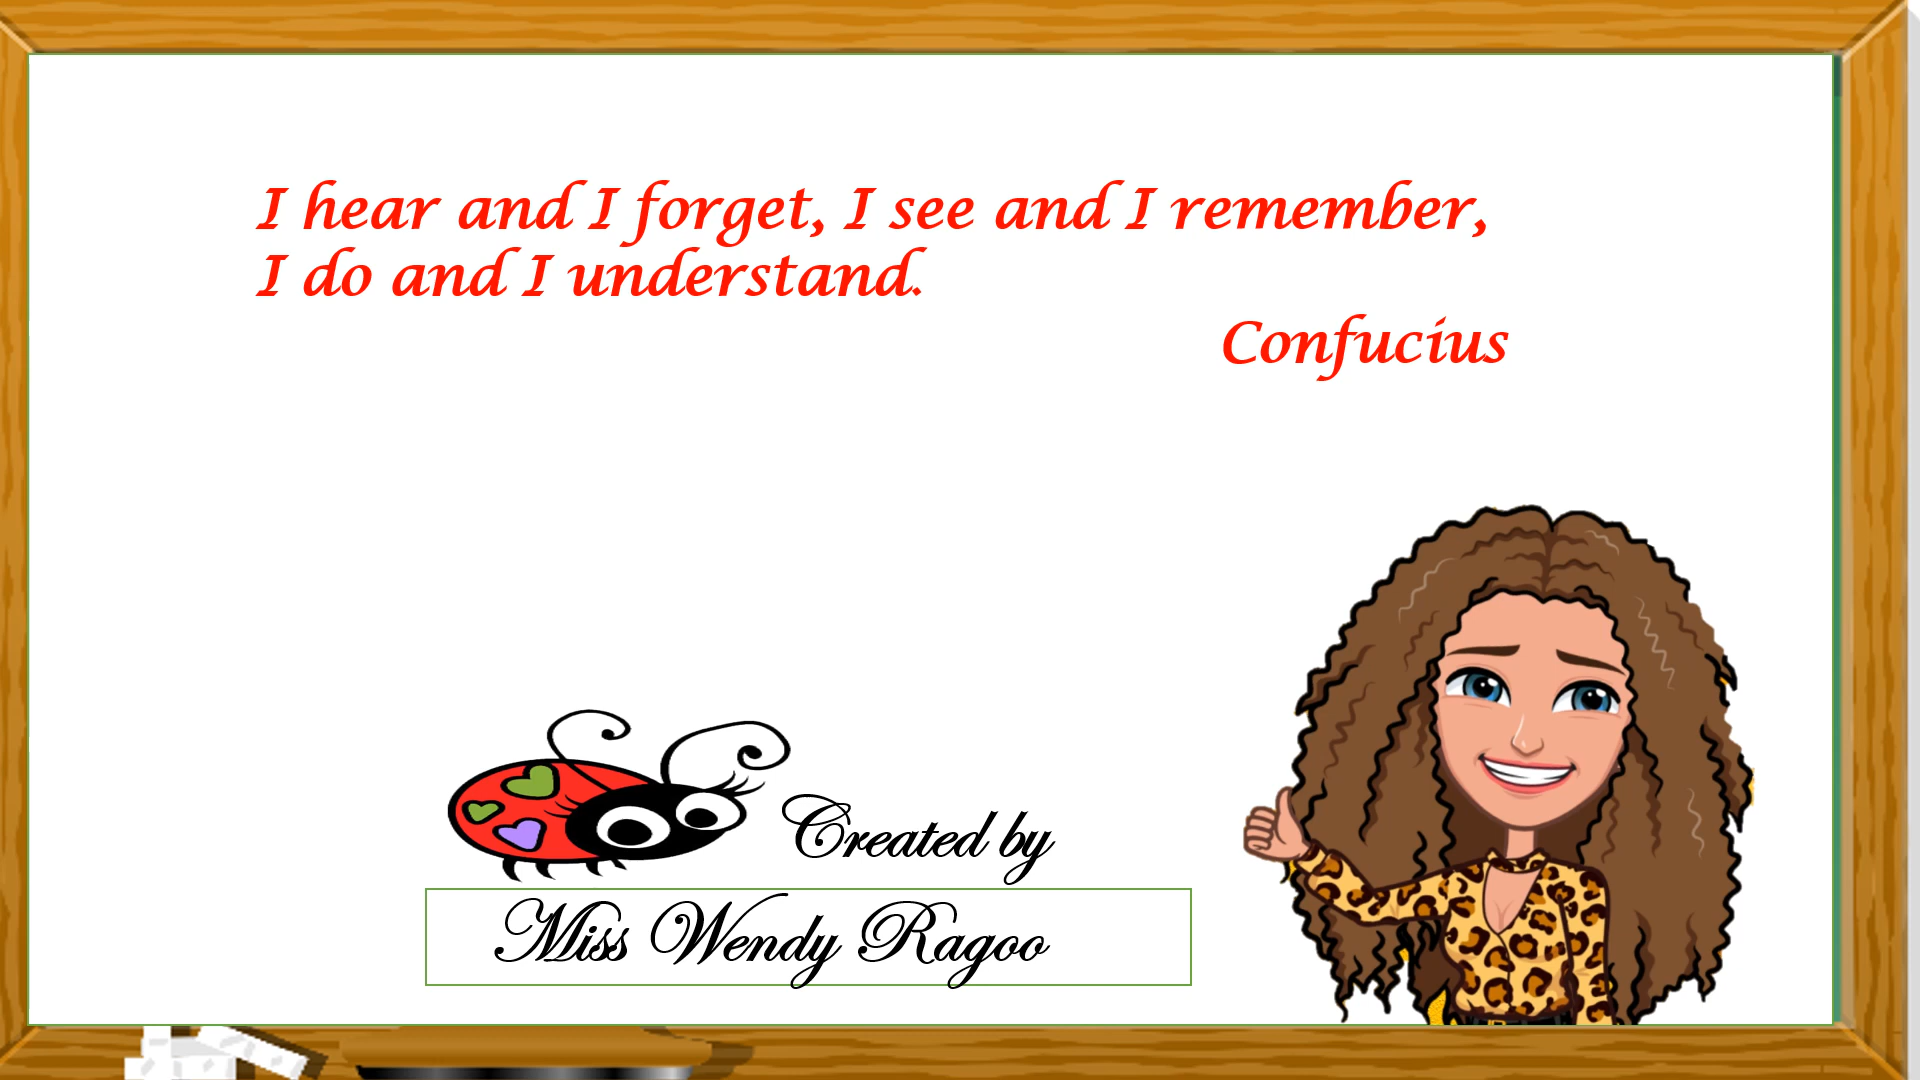 I hear and I forget, I see and I remember,
I do and I understand.
Confucius
Created by
Miss Wendy Ragoo